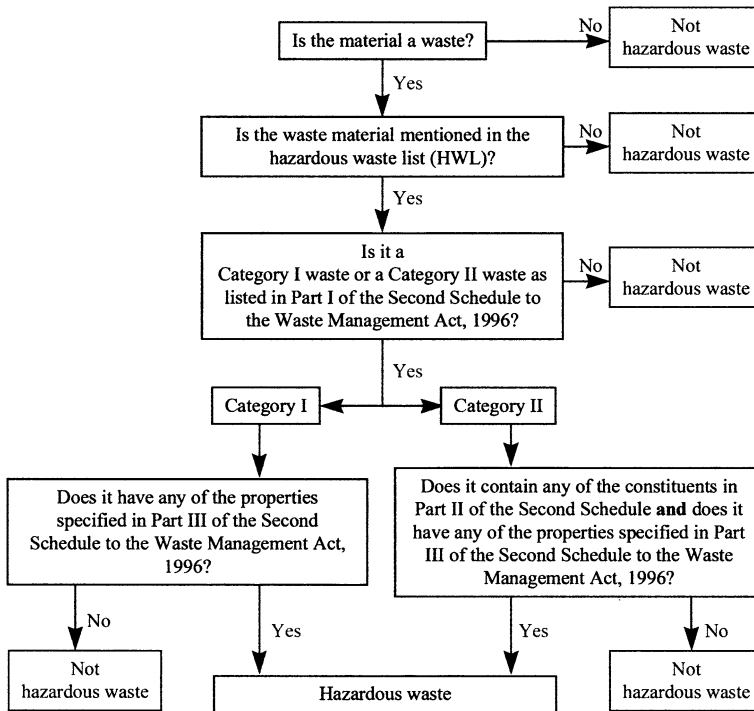 Is the material a waste?
No
Not
hazardous waste
Yes
Is the waste material mentioned in the
hazardous waste list (HWL)?
No
Not
hazardous waste
Yes
Is it a
Category I waste or a Category II waste as
listed in Part I of the Second Schedule to
the Waste Management Act, 1996?
No
Not
hazardous waste
Yes
Category I
Category II
Does it have any of the properties
specified in Part III of the Second
Schedule to the Waste Management Act,
1996?
Does it contain any of the constituents in
Part II of the Second Schedule and does it
have any of the properties specified in Part
III of the Second Schedule to the Waste
Management Act, 1996?
No
Yes
Yes
No
Not
hazardous waste
Hazardous waste
Not
hazardous waste